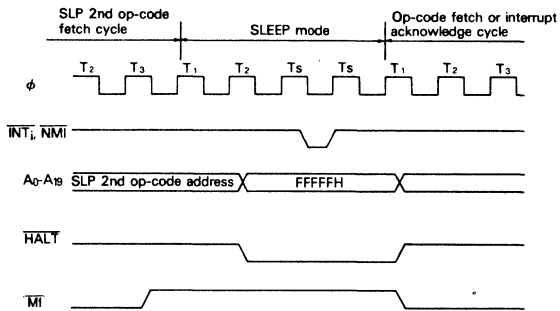 SLP 2nd op-code
fetch cycle
SLEEP mode
Op-code fetch or interrupt
acknowledge cycle
T2 T3 T1 T2 Ts Ts T1 T2 T3
ϕ
INTi, NMI
A0-A19 SLP 2nd op-code address FFFFFH
HALT
M1